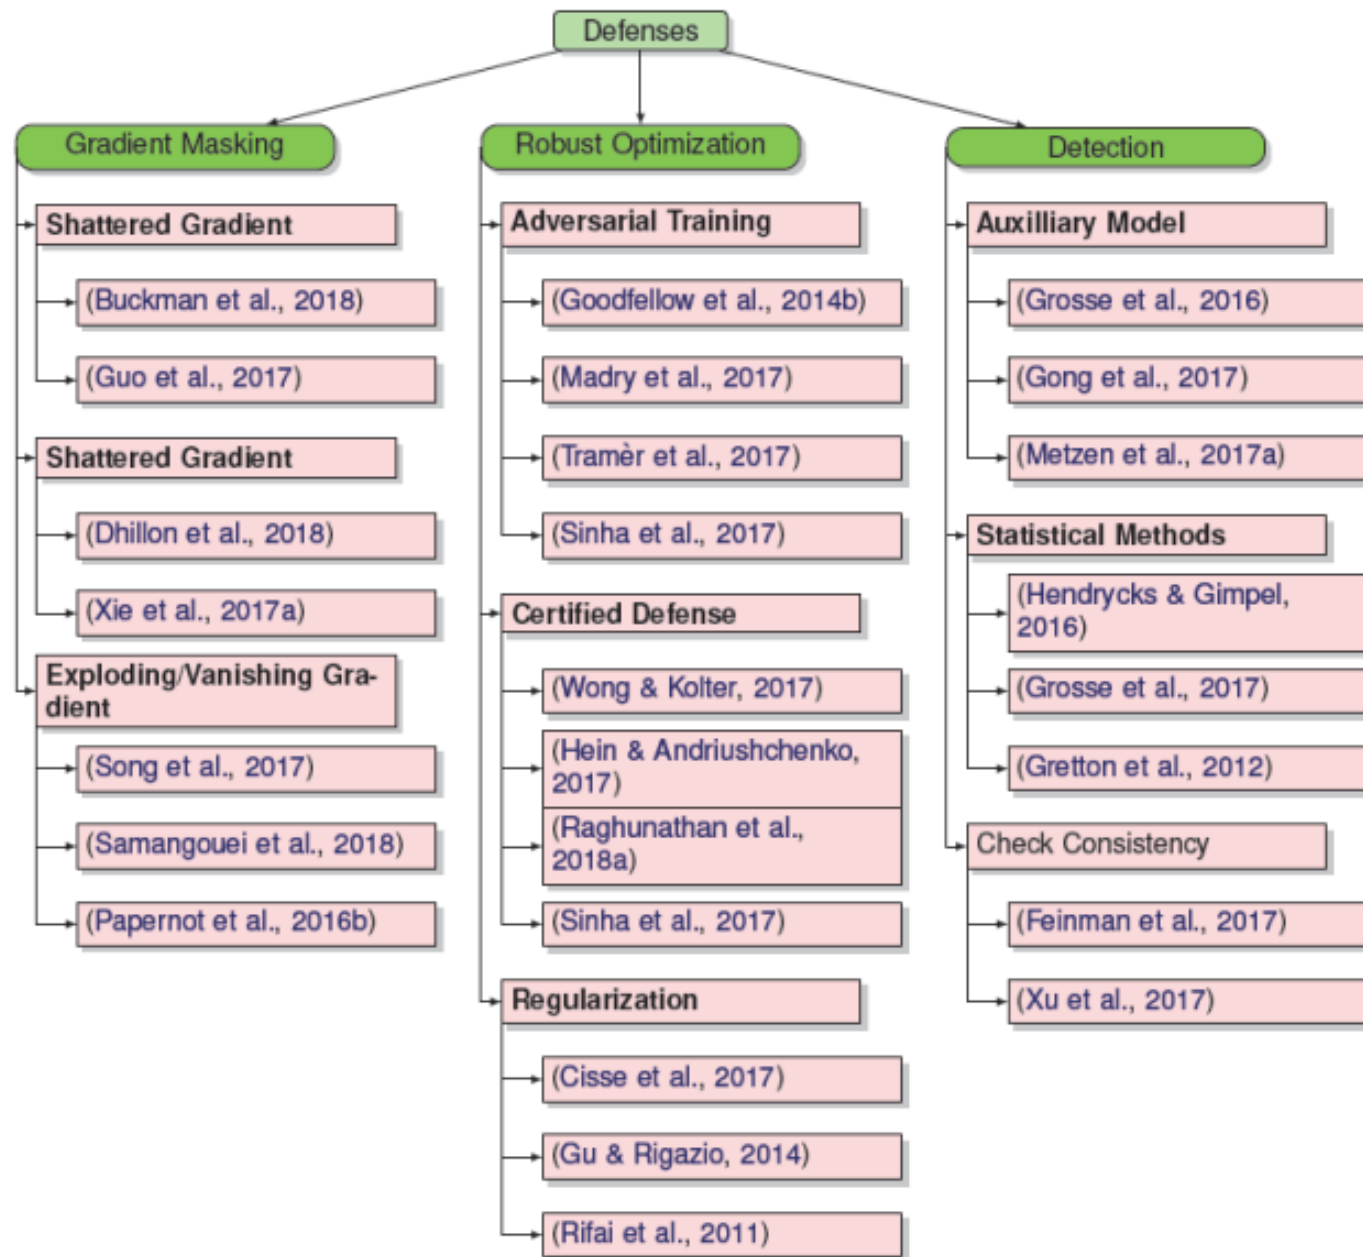 Defenses
Gradient Masking
Shattered Gradient
(Buckman et al., 2018)
(Guo et al., 2017)
Shattered Gradient
(Dhillon et al., 2018)
(Xie et al., 2017a)
Exploding/Vanishing Gra-
dient
(Song et al., 2017)
(Samangouei et al., 2018)
(Papernot et al., 2016b)
Robust Optimization
Adversarial Training
(Goodfellow et al., 2014b)
(Madry et al., 2017)
(Tramèr et al., 2017)
(Sinha et al., 2017)
Certified Defense
(Wong & Kolter, 2017)
(Hein & Andriushchenko,
2017)
(Raghunathan et al.,
2018a)
(Sinha et al., 2017)
Regularization
(Cisse et al., 2017)
(Gu & Rigazio, 2014)
(Rifai et al., 2011)
Detection
Auxilliary Model
(Grosse et al., 2016)
(Gong et al., 2017)
(Metzen et al., 2017a)
Statistical Methods
(Hendrycks & Gimpel,
2016)
(Grosse et al., 2017)
(Gretton et al., 2012)
Check Consistency
(Feinman et al., 2017)
(Xu et al., 2017)